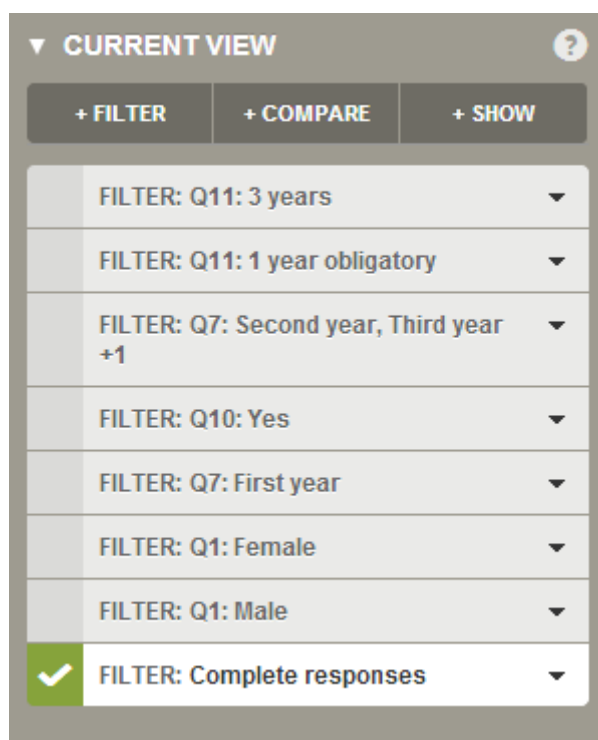 ▼ CURRENT VIEW ?
+ FILTER + COMPARE + SHOW
FILTER: Q11: 3 years
FILTER: Q11: 1 year obligatory
FILTER: Q7: Second year, Third year
+1
FILTER: Q10: Yes
FILTER: Q7: First year
FILTER: Q1: Female
FILTER: Q1: Male
FILTER: Complete responses